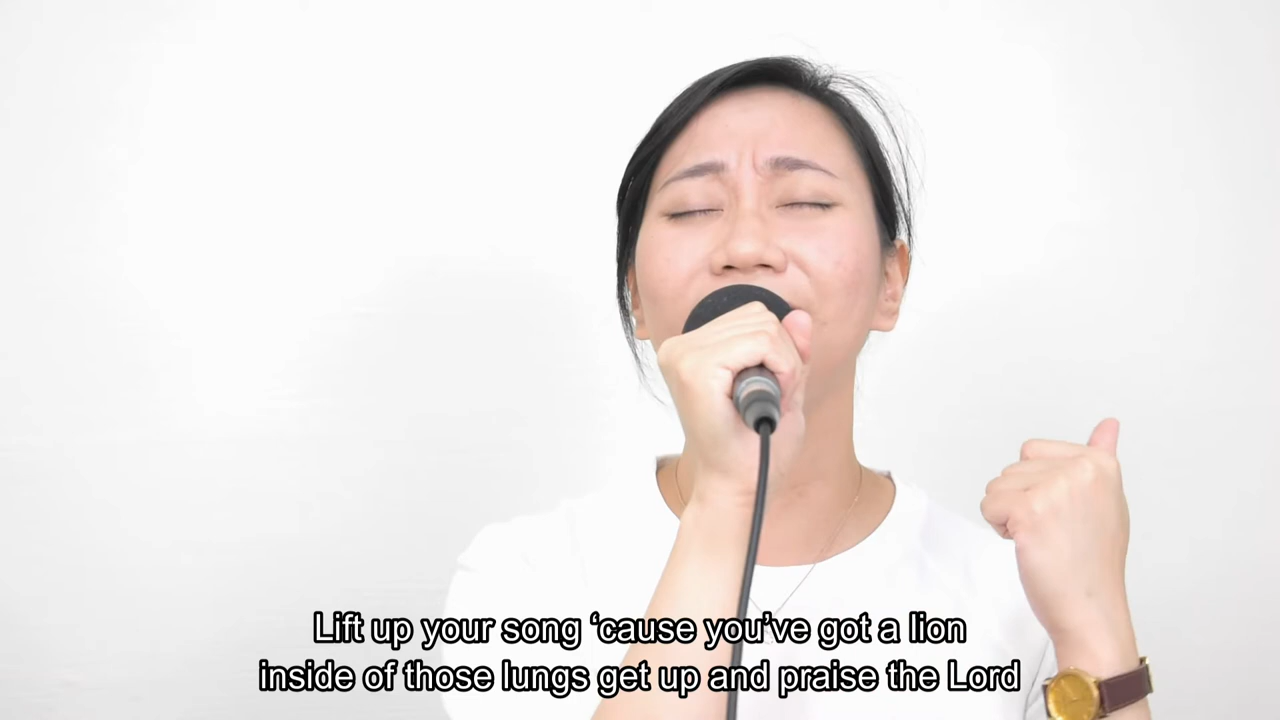 Lift up your song ‘cause you’ve got a lion
inside of those lungs get up and praise the Lord